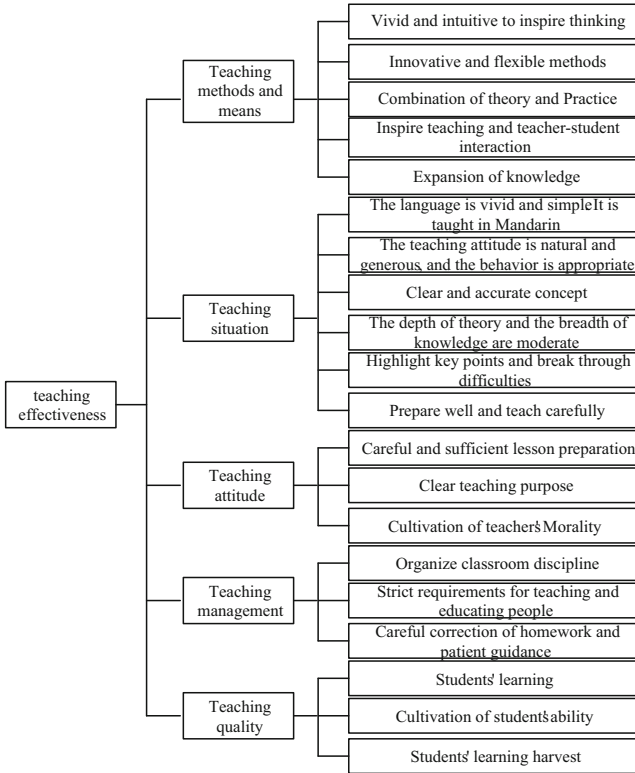 teaching
effectiveness
Teaching
methods and
means
Vivid and intuitive to inspire thinking
Innovative and flexible methods
Combination of theory and Practice
Inspire teaching and teacher-student
interaction
Expansion of knowledge
Teaching
situation
The language is vivid and simple.It is
taught in Mandarin
The teaching attitude is natural and
generous, and the behavior is appropriate
Clear and accurate concept
The depth of theory and the breadth of
knowledge are moderate
Highlight key points and break through
difficulties
Prepare well and teach carefully
Teaching
attitude
Careful and sufficient lesson preparation
Clear teaching purpose
Cultivation of teacher's Morality
Teaching
management
Organize classroom discipline
Strict requirements for teaching and
educating people
Careful correction of homework and
patient guidance
Teaching
quality
Students' learning
Cultivation of student's ability
Students' learning harvest